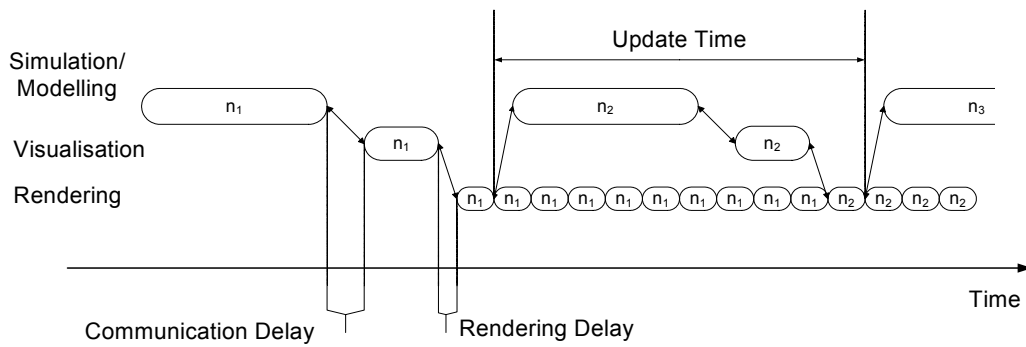 Update Time
Simulation/
Modelling
n₁
n₂
n₃
Visualisation
n₁
n₂
Rendering
n₁ n₁ n₁ n₁ n₁ n₁ n₁ n₁ n₁ n₁ n₂ n₂ n₂ n₂
Time
Communication Delay
Rendering Delay